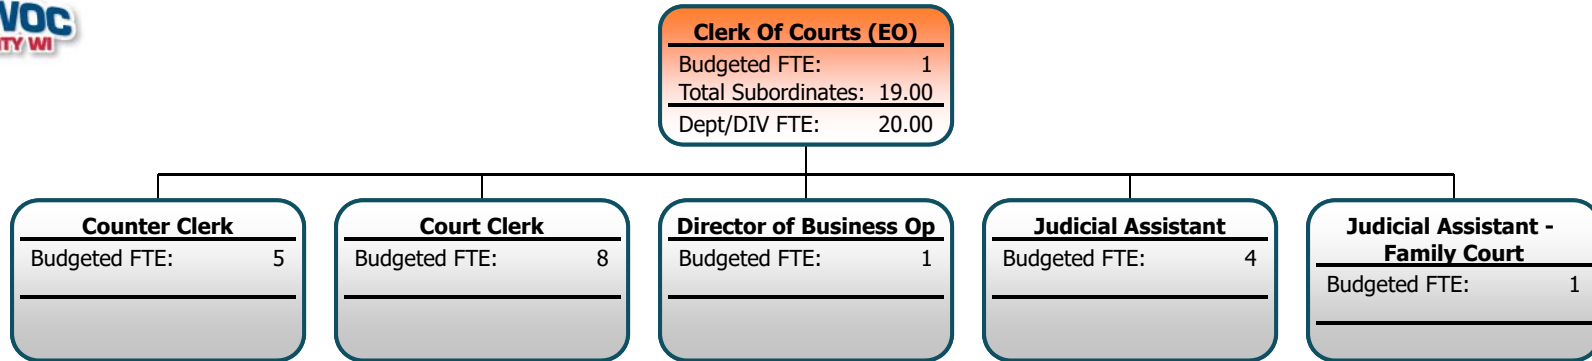 WI
Clerk Of Courts (EO)
Budgeted FTE: 1
Total Subordinates: 19.00
Dept/DIV FTE: 20.00
Counter Clerk
Budgeted FTE: 5
Court Clerk
Budgeted FTE: 8
Director of Business Op
Budgeted FTE: 1
Judicial Assistant
Budgeted FTE: 4
Judicial Assistant -
Family Court
Budgeted FTE: 1